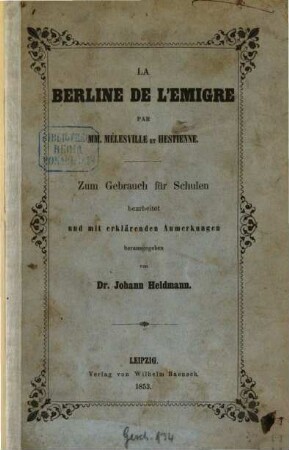 LA
BERLINE DE L'EMIGRE
PAR
MM. MÉLESVILLE ET HESTIENNE.
Zum Gebrauch für Schulen
bearbeitet
und mit erklärenden Anmerkungen
herausgegeben
von
Dr. Johann Heldmann.
LEIPZIG.
Verlag von Wilhelm Baensch.
1853.